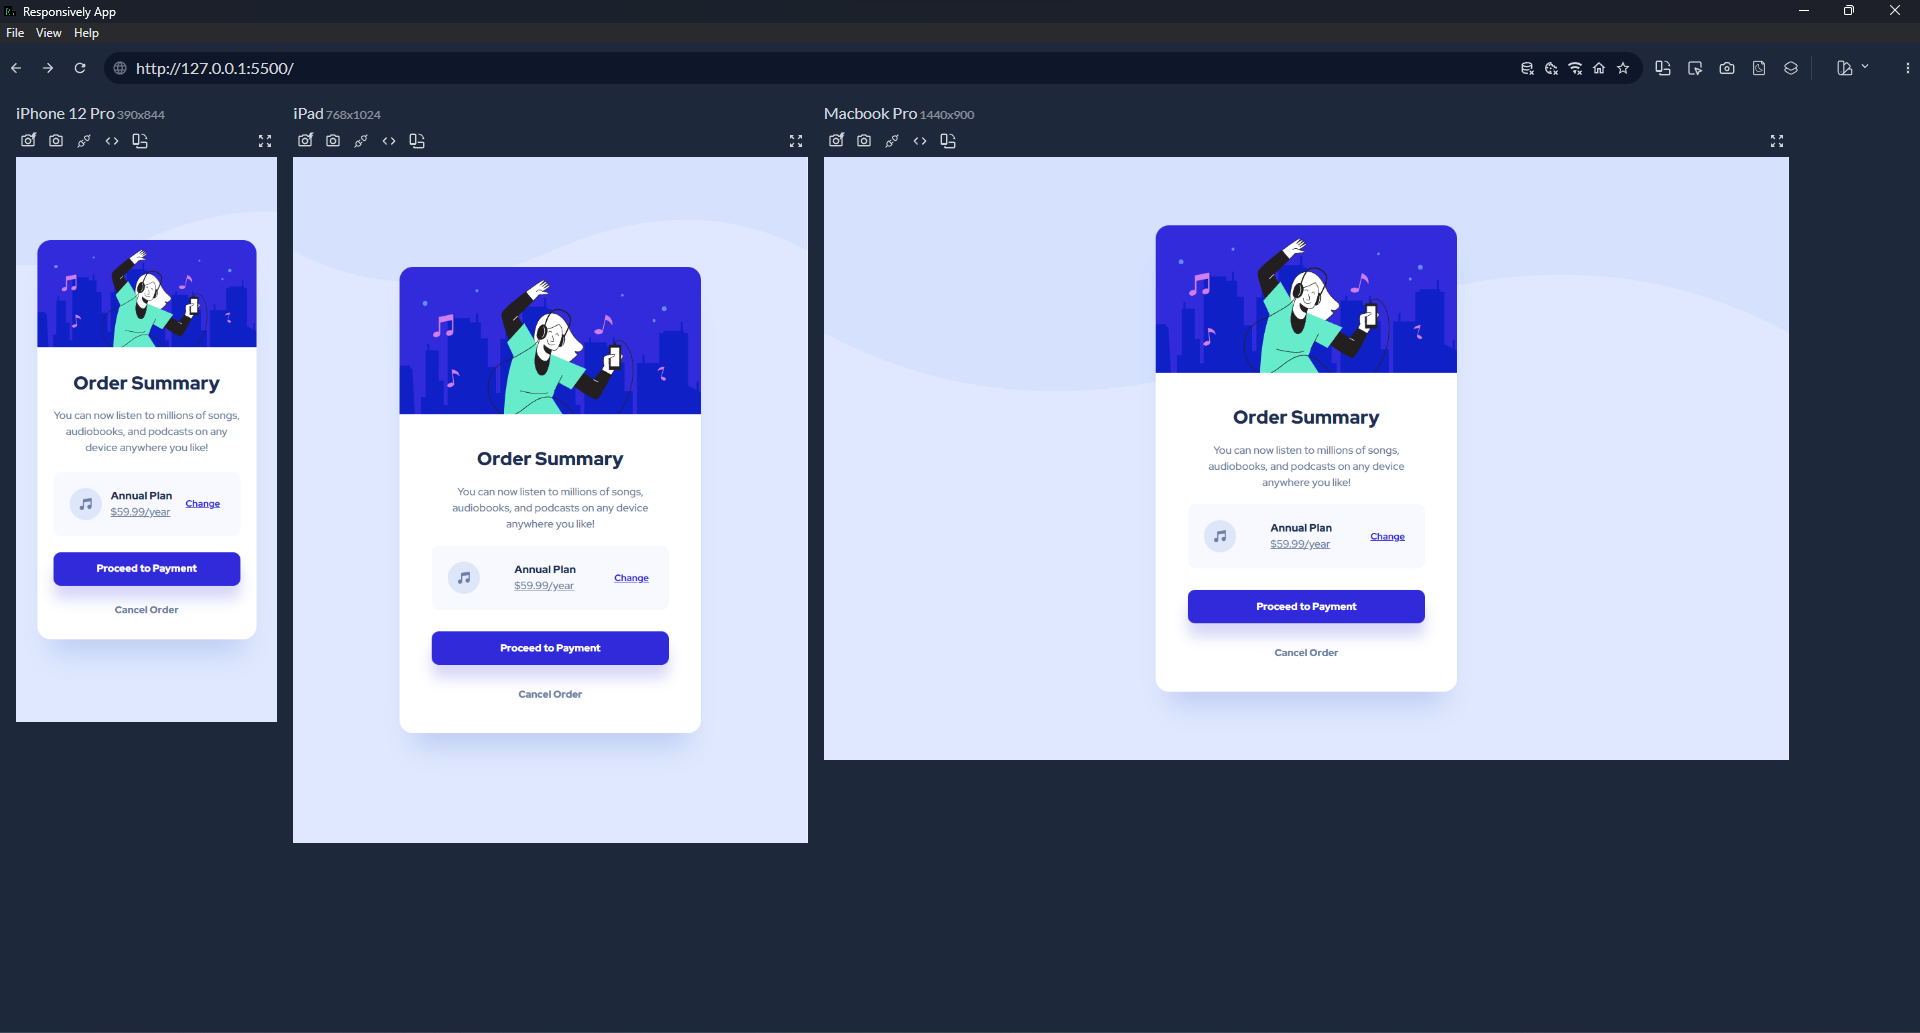 Responsively App
File View Help
http://127.0.0.1:5500/
iPhone 12 Pro 390x844
Order Summary
You can now listen to millions of songs,
audiobooks, and podcasts on any
device anywhere you like!
Annual Plan
$59.99/year
Change
Proceed to Payment
Cancel Order
iPad 768x1024
Order Summary
You can now listen to millions of songs,
audiobooks, and podcasts on any device
anywhere you like!
Annual Plan
$59.99/year
Change
Proceed to Payment
Cancel Order
Macbook Pro 1440x900
Order Summary
You can now listen to millions of songs,
audiobooks, and podcasts on any device
anywhere you like!
Annual Plan
$59.99/year
Change
Proceed to Payment
Cancel Order